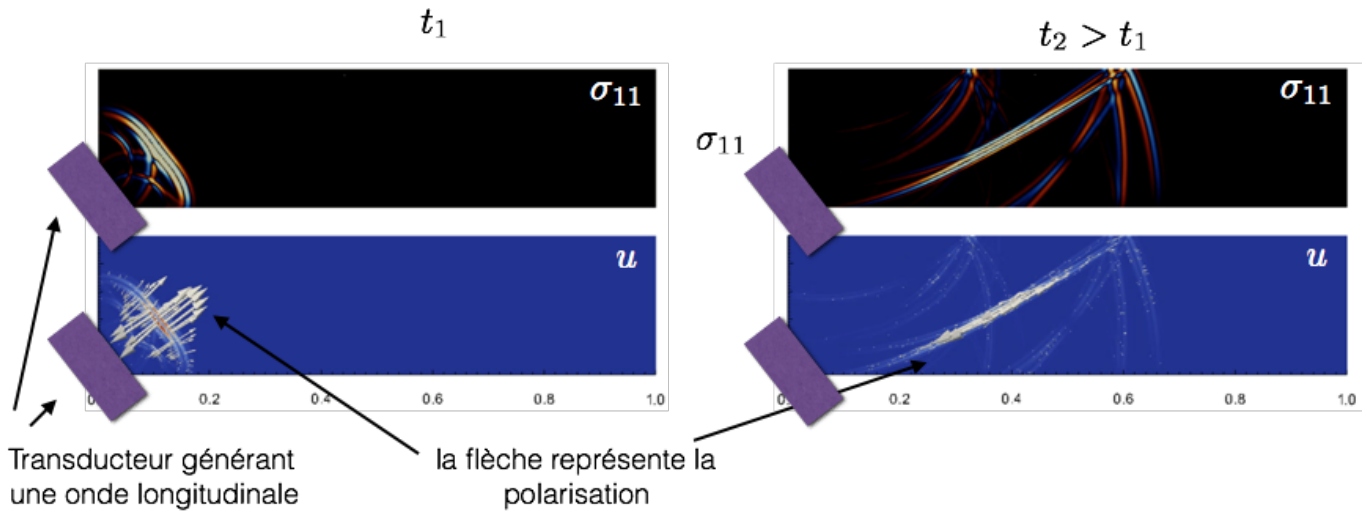 t₁
t₂ > t₁
σ₁₁
σ₁₁
σ₁₁
u
u
0.2
0.4
0.6
0.8
1.0
0.2
0.4
0.6
0.8
1.0
Transducteur générant
une onde longitudinale
la flèche représente la
polarisation